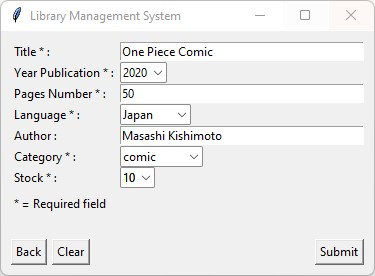 Library Management System
Title * : One Piece Comic
Year Publication * : 2020
Pages Number * : 50
Language * : Japan
Author : Masashi Kishimoto
Category * : comic
Stock * : 10
* = Required field
Back Clear Submit